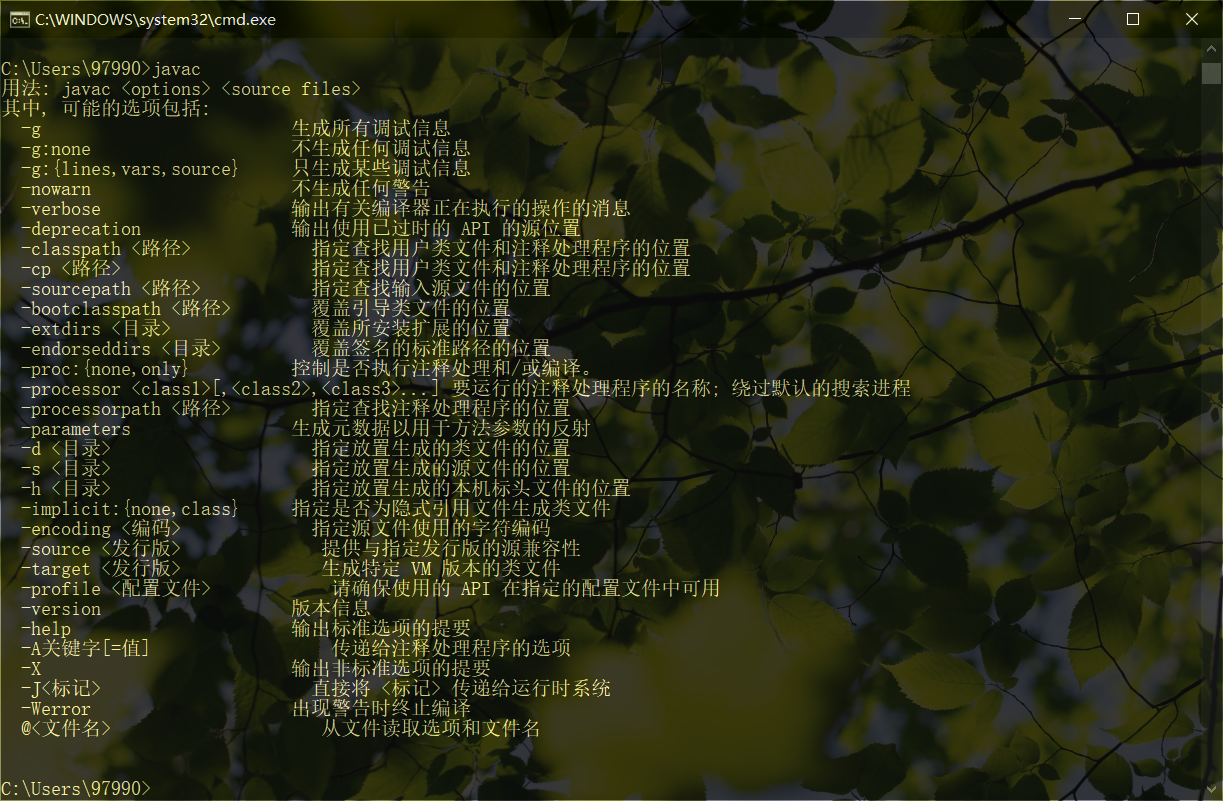 C:\WINDOWS\system32\cmd.exe
C:\Users\97990>javac
用法: javac <options> <source files>
其中, 可能的选项包括:
-g 生成所有调试信息
-g:none 不生成任何调试信息
-g:{lines,vars,source} 只生成某些调试信息
-nowarn 不生成任何警告
-verbose 输出有关编译器正在执行的操作的消息
-deprecation 输出使用已过时的 API 的源位置
-classpath <路径> 指定查找用户类文件和注释处理程序的位置
-cp <路径> 指定查找用户类文件和注释处理程序的位置
-sourcepath <路径> 指定查找输入源文件的位置
-bootclasspath <路径> 覆盖引导类文件的位置
-extdirs <目录> 覆盖所安装扩展的位置
-endorseddirs <目录> 覆盖签名的标准路径的位置
-proc:{none,only} 控制是否执行注释处理和/或编译。
-processor <class1>[,<class2>,<class3>...] 要运行的注释处理程序的名称; 绕过默认的搜索进程
-processorpath <路径> 指定查找注释处理程序的位置
-parameters 生成元数据以用于方法参数的反射
-d <目录> 指定放置生成的类文件的位置
-s <目录> 指定放置生成的源文件的位置
-h <目录> 指定放置生成的本机标头文件的位置
-implicit:{none,class} 指定是否为隐式引用文件生成类文件
-encoding <编码> 指定源文件使用的字符编码
-source <发行版> 提供与指定发行版的源兼容性
-target <发行版> 生成特定 VM 版本的类文件
-profile <配置文件> 请确保使用的 API 在指定的配置文件中可用
-version 版本信息
-help 输出标准选项的提要
-A关键字[=值] 传递给注释处理程序的选项
-X 输出非标准选项的提要
-J<标记> 直接将 <标记> 传递给运行时系统
-Werror 出现警告时终止编译
@<文件名> 从文件读取选项和文件名
C:\Users\97990>